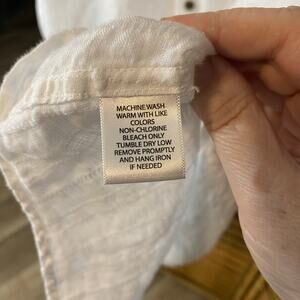 MACHINE WASH
WARM WITH LIKE
COLORS
NON-CHLORINE
BLEACH ONLY
TUMBLE DRY LOW
REMOVE PROMPTLY
AND HANG IRON
IF NEEDED